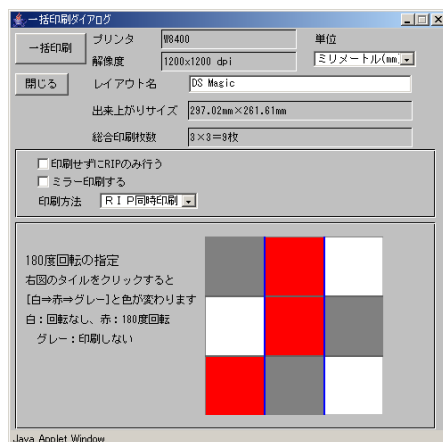 一括印刷ダイアログ
一括印刷
プリンタ W8400 単位
解像度 1200x1200 dpi ミリメートル(mm)
閉じる レイアウト名 DS Magic
出来上がりサイズ 297.02mm×261.61mm
総合印刷枚数 3×3=9枚
印刷せずにRIPのみ行う
ミラー印刷する
印刷方法 RIP同時印刷
180度回転の指定
右図のタイルをクリックすると
[白⇒赤⇒グレー]と色が変わります
白:回転なし、赤:180度回転
グレー:印刷しない
Java Applet Window